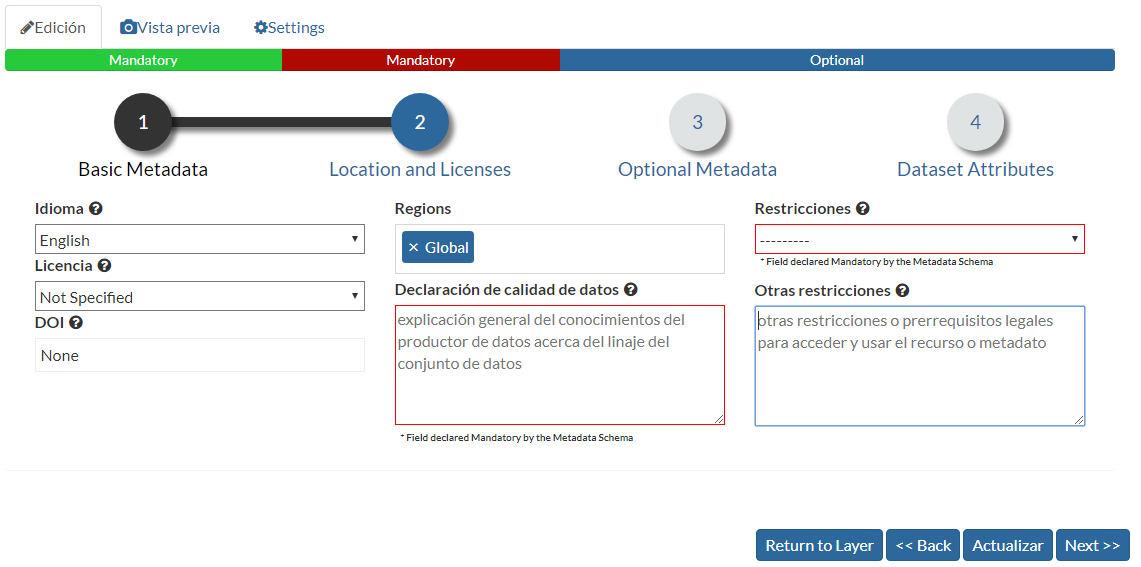 Edición Vista previa Settings
Mandatory Mandatory Optional
1 2 3 4
Basic Metadata Location and Licenses Optional Metadata Dataset Attributes
Idioma
English
Licencia
Not Specified
DOI
None
Regions
× Global
Declaración de calidad de datos
explicación general del conocimientos del
productor de datos acerca del linaje del
conjunto de datos
* Field declared Mandatory by the Metadata Schema
Restricciones
---------
* Field declared Mandatory by the Metadata Schema
Otras restricciones
otras restricciones o prerrequisitos legales
para acceder y usar el recurso o metadato
Return to Layer << Back Actualizar Next >>